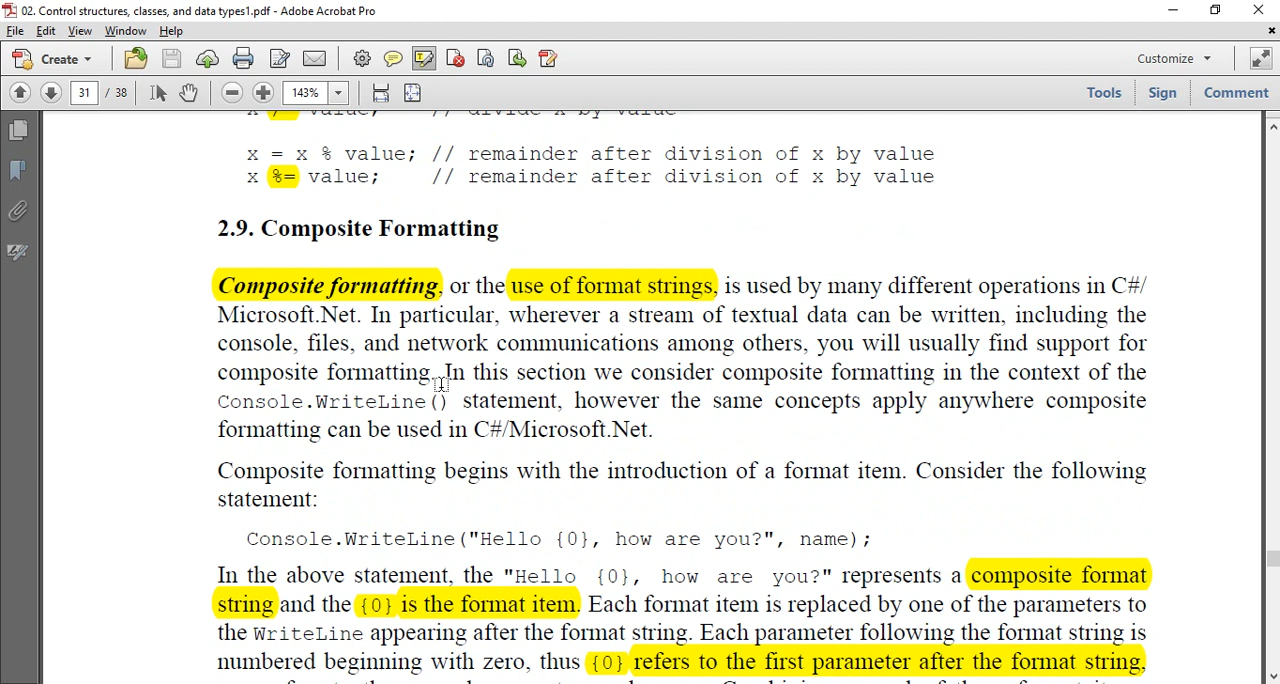 02. Control structures, classes, and data types1.pdf - Adobe Acrobat Pro
File Edit View Window Help
Create Customize
31 / 38 143% Tools Sign Comment
x = x % value; // remainder after division of x by value
x %= value; // remainder after division of x by value
2.9. Composite Formatting
Composite formatting, or the use of format strings, is used by many different operations in C#/
Microsoft.Net. In particular, wherever a stream of textual data can be written, including the
console, files, and network communications among others, you will usually find support for
composite formatting. In this section we consider composite formatting in the context of the
Console.WriteLine() statement, however the same concepts apply anywhere composite
formatting can be used in C#/Microsoft.Net.
Composite formatting begins with the introduction of a format item. Consider the following
statement:
Console.WriteLine("Hello {0}, how are you?", name);
In the above statement, the "Hello {0}, how are you?" represents a composite format
string and the {0} is the format item. Each format item is replaced by one of the parameters to
the WriteLine appearing after the format string. Each parameter following the format string is
numbered beginning with zero, thus {0} refers to the first parameter after the format string,